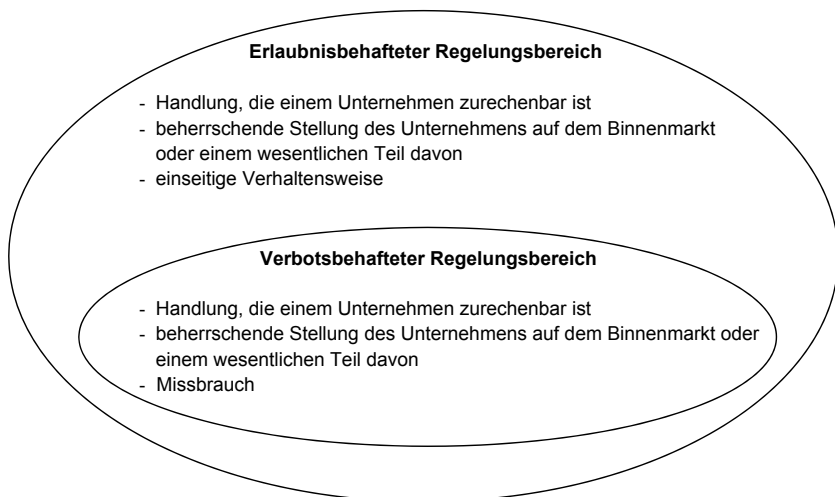 Erlaubnisbehafteter Regelungsbereich
- Handlung, die einem Unternehmen zurechenbar ist
- beherrschende Stellung des Unternehmens auf dem Binnenmarkt
oder einem wesentlichen Teil davon
- einseitige Verhaltensweise
Verbotsbehafteter Regelungsbereich
- Handlung, die einem Unternehmen zurechenbar ist
- beherrschende Stellung des Unternehmens auf dem Binnenmarkt oder
einem wesentlichen Teil davon
- Missbrauch